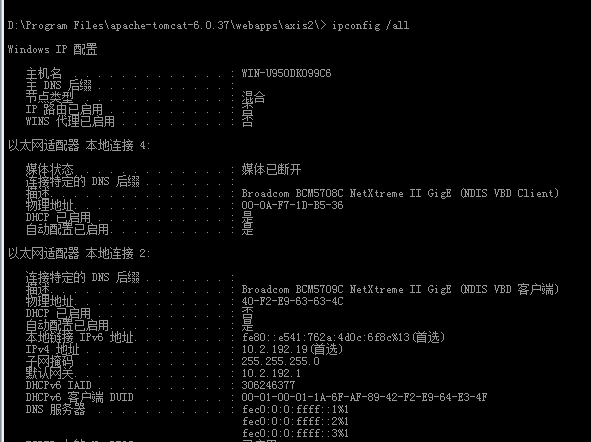 D:\Program Files\apache-tomcat-6.0.37\webapps\axis2\> ipconfig /all
Windows IP 配置
主机名 . . . . . . . . . . . . . : WIN-U950DKO99C6
主 DNS 后缀 . . . . . . . . . . . :
节点类型 . . . . . . . . . . . . : 混合
IP 路由已启用 . . . . . . . . . . : 否
WINS 代理已启用 . . . . . . . . . : 否
以太网适配器 本地连接 4:
媒体状态 . . . . . . . . . . . . : 媒体已断开
连接特定的 DNS 后缀 . . . . . . . :
描述. . . . . . . . . . . . . . . : Broadcom BCM5708C NetXtreme II GigE (NDIS VBD Client)
物理地址. . . . . . . . . . . . . : 00-0A-F7-1D-B5-36
DHCP 已启用 . . . . . . . . . . . : 是
自动配置已启用. . . . . . . . . . : 是
以太网适配器 本地连接 2:
连接特定的 DNS 后缀 . . . . . . . :
描述. . . . . . . . . . . . . . . : Broadcom BCM5709C NetXtreme II GigE (NDIS VBD 客户端)
物理地址. . . . . . . . . . . . . : 40-F2-E9-63-63-4C
DHCP 已启用 . . . . . . . . . . . : 否
自动配置已启用. . . . . . . . . . : 是
本地链接 IPv6 地址. . . . . . . . : fe80::e541:762a:4d0c:6f8c%13(首选)
IPv4 地址 . . . . . . . . . . . . : 10.2.192.19(首选)
子网掩码 . . . . . . . . . . . . : 255.255.255.0
默认网关. . . . . . . . . . . . . : 10.2.192.1
DHCPv6 IAID . . . . . . . . . . . : 306246377
DHCPv6 客户端 DUID . . . . . . . : 00-01-00-01-1A-6F-AF-89-42-F2-E9-64-E3-4F
DNS 服务器 . . . . . . . . . . . : fec0:0:0:ffff::1%1
fec0:0:0:ffff::2%1
fec0:0:0:ffff::3%1